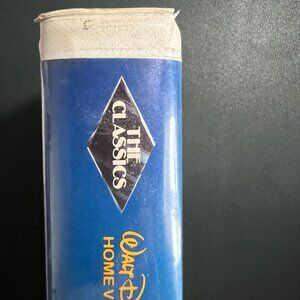 THE
CLASSICS
WALT D
HOME V